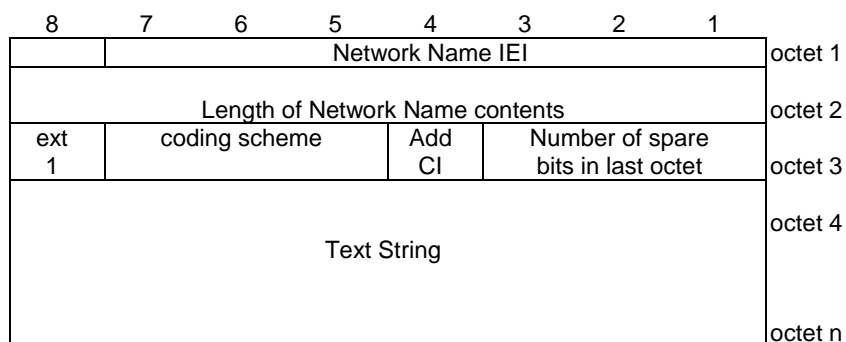 8 7 6 5 4 3 2 1
Network Name IEI octet 1
Length of Network Name contents octet 2
ext coding scheme Add Number of spare
1 CI bits in last octet octet 3
octet 4
Text String
octet n